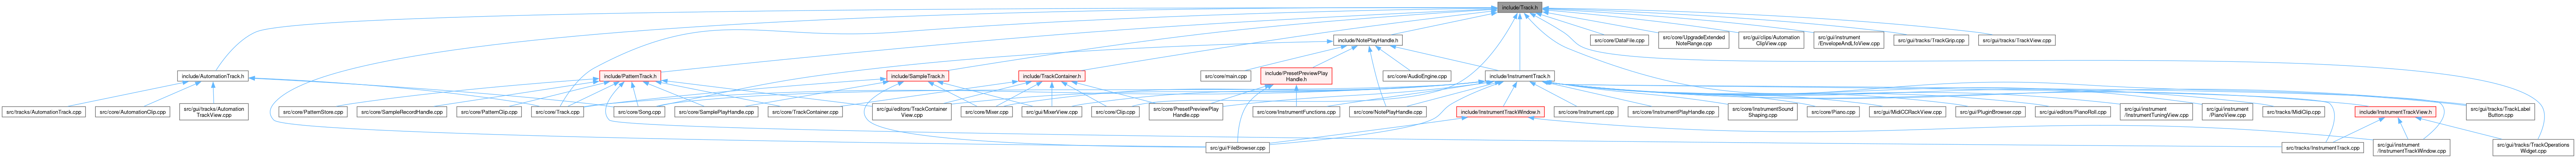 include/Track.h
include/NotePlayHandle.h
src/core/DataFile.cpp
src/core/UpgradeExtended
NoteRange.cpp
src/gui/clips/Automation
ClipView.cpp
src/gui/instrument
/EnvelopeAndLfoView.cpp
src/gui/tracks/TrackGrip.cpp
src/gui/tracks/TrackView.cpp
include/AutomationTrack.h
include/PatternTrack.h
include/SampleTrack.h
include/TrackContainer.h
src/core/main.cpp
include/PresetPreviewPlay
Handle.h
src/core/AudioEngine.cpp
include/InstrumentTrack.h
src/tracks/AutomationTrack.cpp
src/core/AutomationClip.cpp
src/gui/tracks/Automation
TrackView.cpp
src/core/PatternStore.cpp
src/core/SampleRecordHandle.cpp
src/core/PatternClip.cpp
src/core/Track.cpp
src/core/Song.cpp
src/core/SamplePlayHandle.cpp
src/core/TrackContainer.cpp
src/gui/editors/TrackContainer
View.cpp
src/core/Mixer.cpp
src/gui/MixerView.cpp
src/core/Clip.cpp
src/core/PresetPreviewPlay
Handle.cpp
src/core/InstrumentFunctions.cpp
src/core/NotePlayHandle.cpp
include/InstrumentTrackWindow.h
src/core/Instrument.cpp
src/core/InstrumentPlayHandle.cpp
src/core/InstrumentSound
Shaping.cpp
src/core/Piano.cpp
src/gui/MidiCCRackView.cpp
src/gui/PluginBrowser.cpp
src/gui/editors/PianoRoll.cpp
src/gui/instrument
/InstrumentTuningView.cpp
src/gui/instrument
/PianoView.cpp
src/tracks/MidiClip.cpp
include/InstrumentTrackView.h
src/gui/tracks/TrackLabel
Button.cpp
src/gui/FileBrowser.cpp
src/tracks/InstrumentTrack.cpp
src/gui/instrument
/InstrumentTrackWindow.cpp
src/gui/tracks/TrackOperations
Widget.cpp